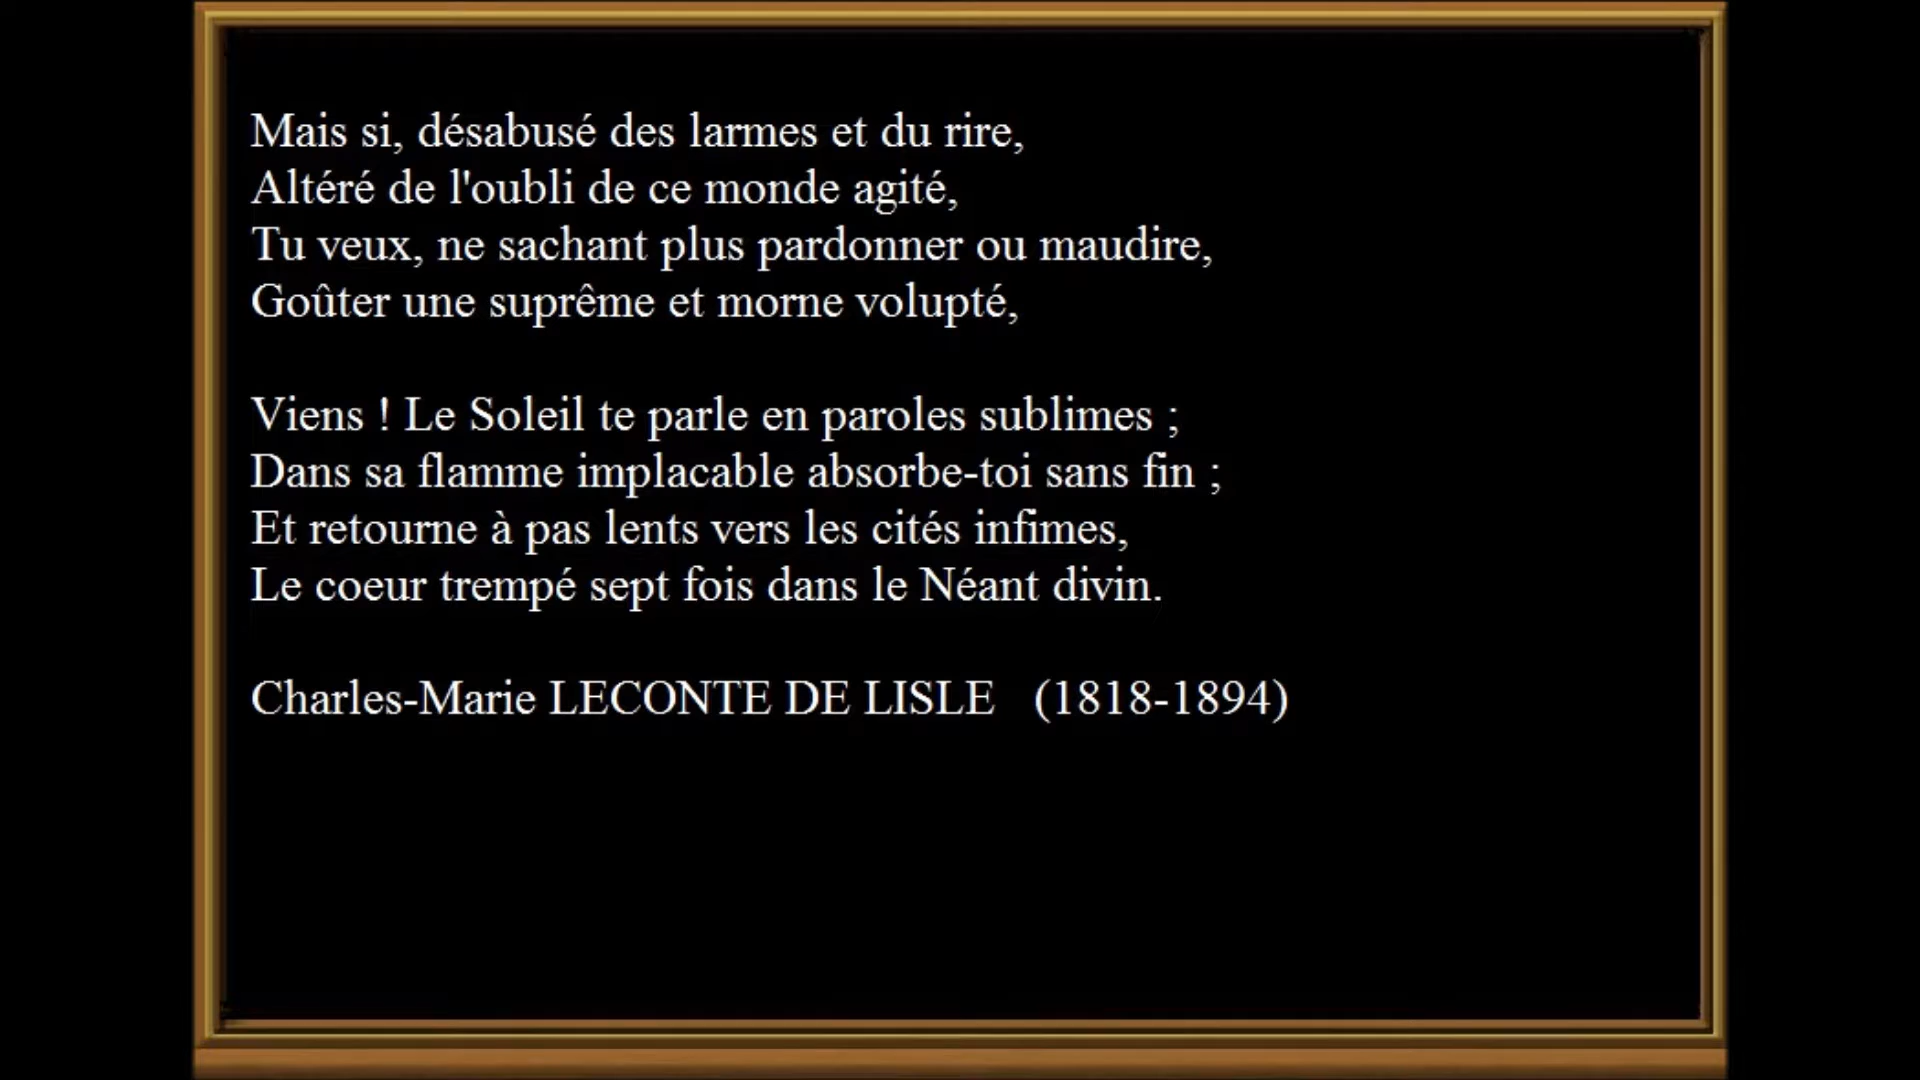 Mais si, désabusé des larmes et du rire,
Altéré de l'oubli de ce monde agité,
Tu veux, ne sachant plus pardonner ou maudire,
Goûter une suprême et morne volupté,
Viens ! Le Soleil te parle en paroles sublimes ;
Dans sa flamme implacable absorbe-toi sans fin ;
Et retourne à pas lents vers les cités infimes,
Le coeur trempé sept fois dans le Néant divin.
Charles-Marie LECONTE DE LISLE (1818-1894)